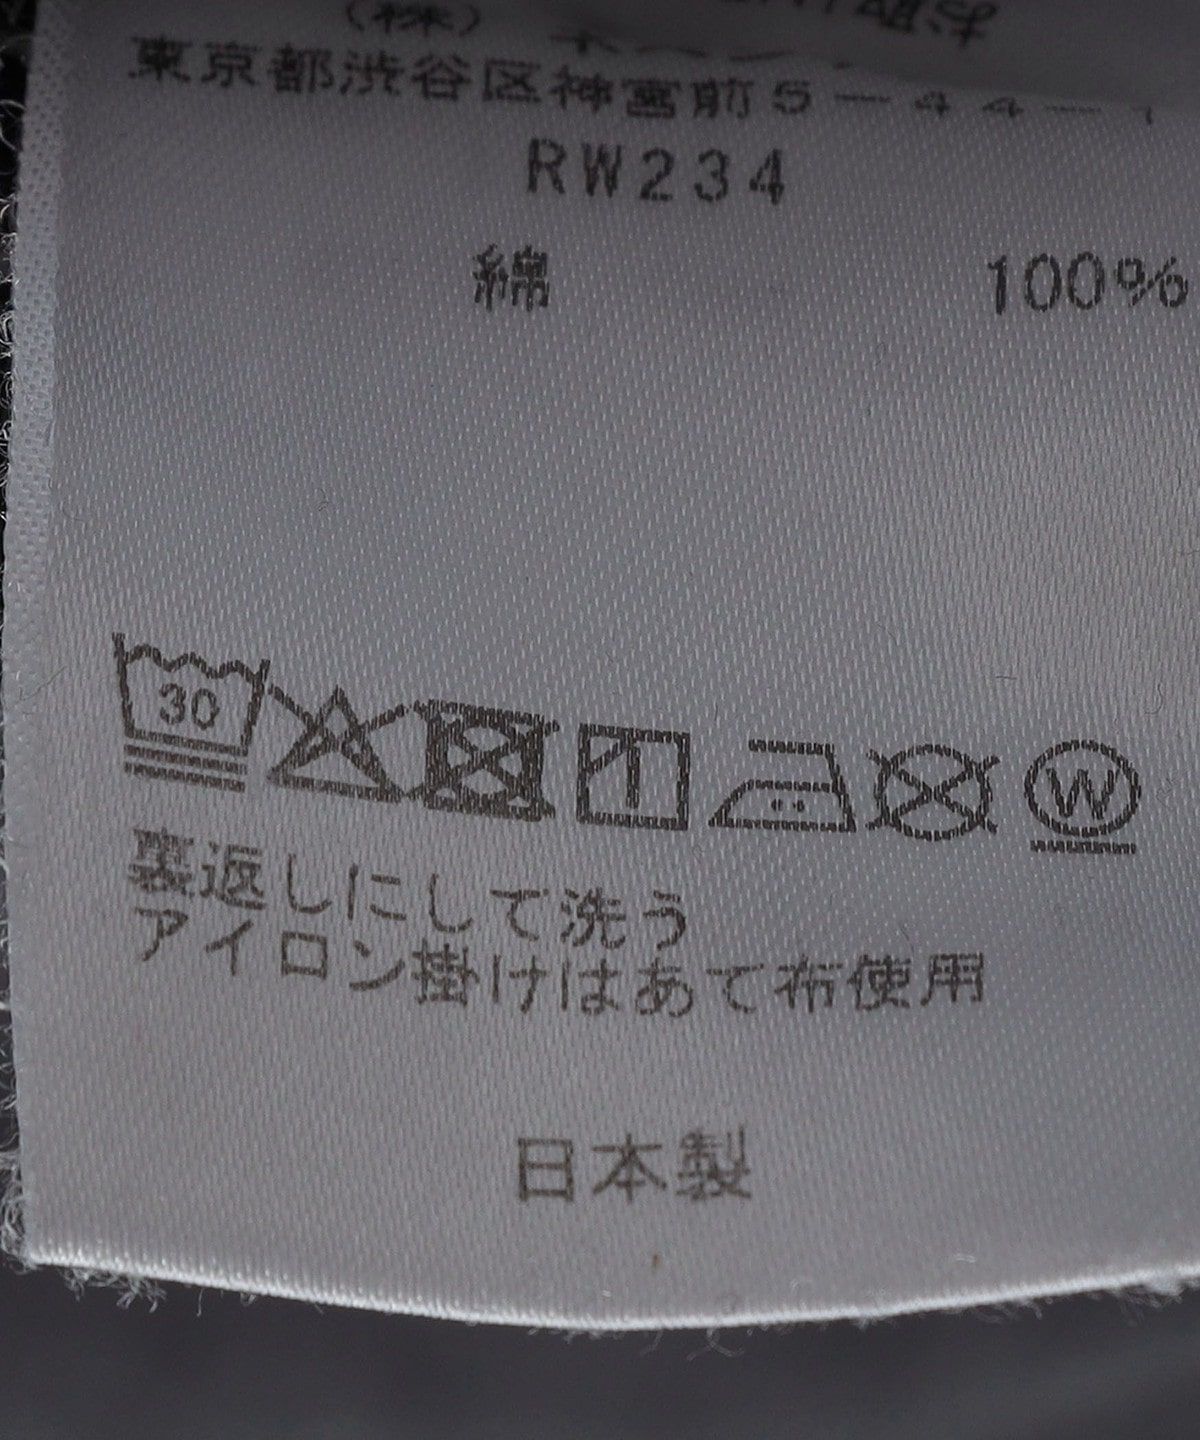 (株)
東京都渋谷区神宮前5-44-1
RW234
綿 100%
30
W
裏返しにして洗う
アイロン掛けはあて布使用
日本製